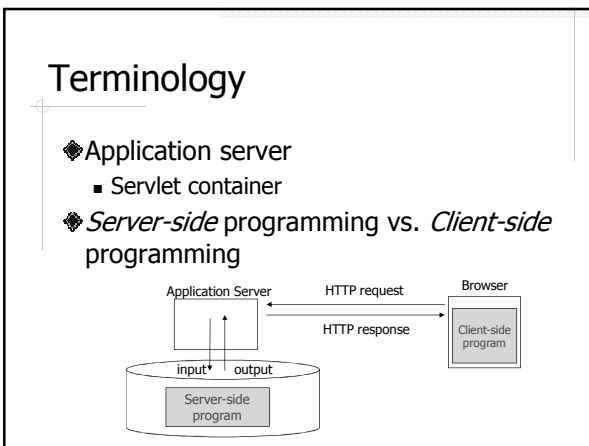 Terminology
Application server
Servlet container
Server-side programming vs. Client-side
programming
Application Server
HTTP request
Browser
HTTP response
Client-side
program
input
output
Server-side
program